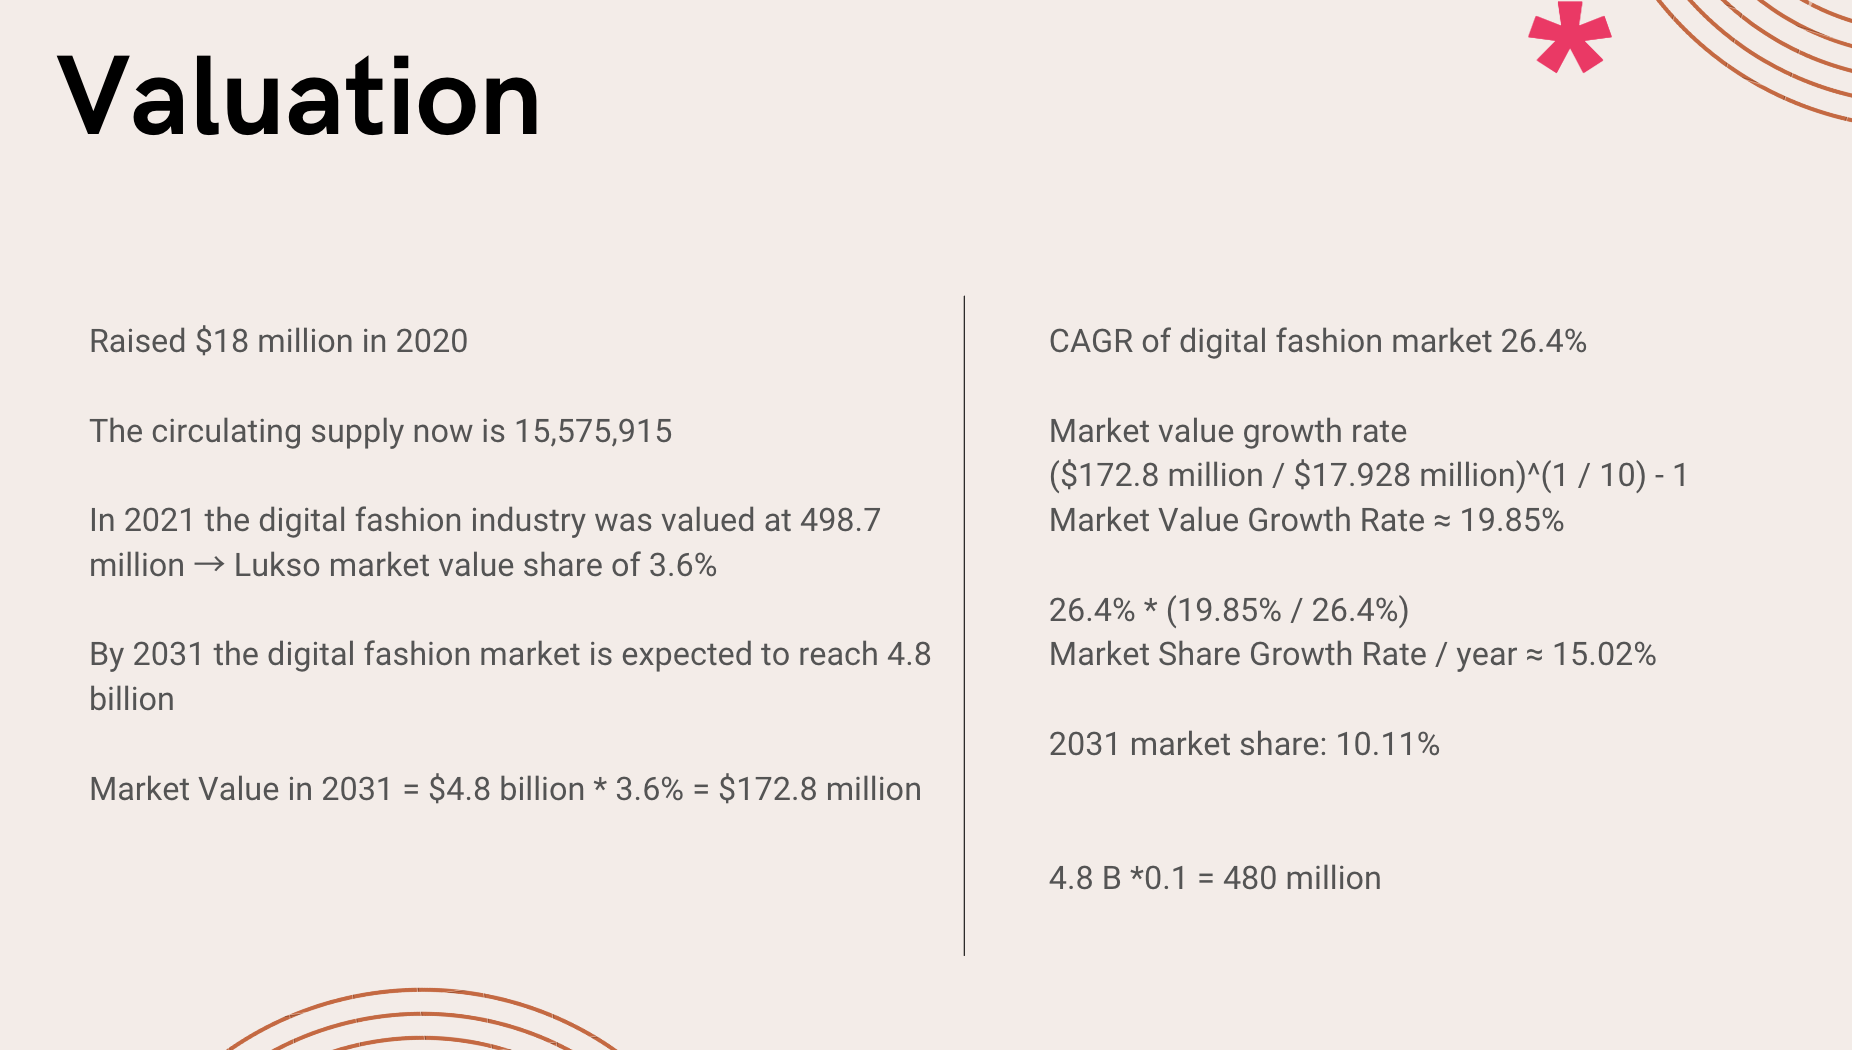 Valuation
Raised $18 million in 2020
The circulating supply now is 15,575,915
In 2021 the digital fashion industry was valued at 498.7
million → Lukso market value share of 3.6%
By 2031 the digital fashion market is expected to reach 4.8
billion
Market Value in 2031 = $4.8 billion * 3.6% = $172.8 million
CAGR of digital fashion market 26.4%
Market value growth rate
($172.8 million / $17.928 million)^(1 / 10) - 1
Market Value Growth Rate ≈ 19.85%
26.4% * (19.85% / 26.4%)
Market Share Growth Rate / year ≈ 15.02%
2031 market share: 10.11%
4.8 B *0.1 = 480 million